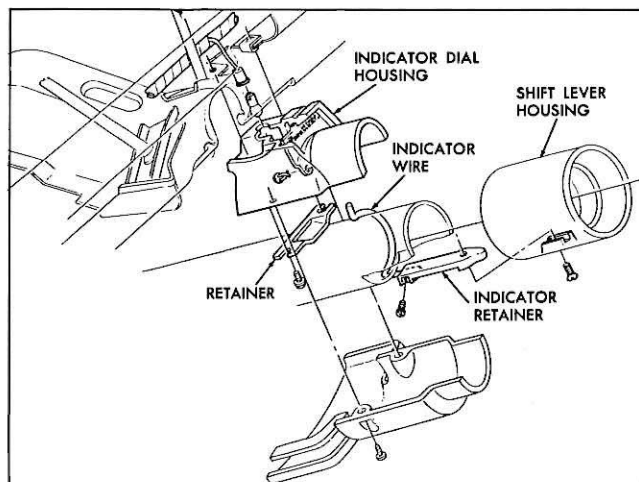 INDICATOR DIAL
HOUSING
SHIFT LEVER
HOUSING
INDICATOR
WIRE
RETAINER
INDICATOR
RETAINER